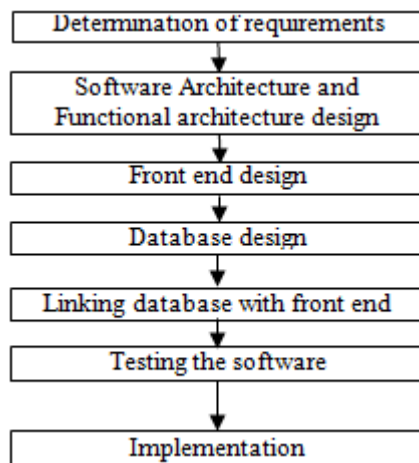 Determination of requirements
Software Architecture and
Functional architecture design
Front end design
Database design
Linking database with front end
Testing the software
Implementation